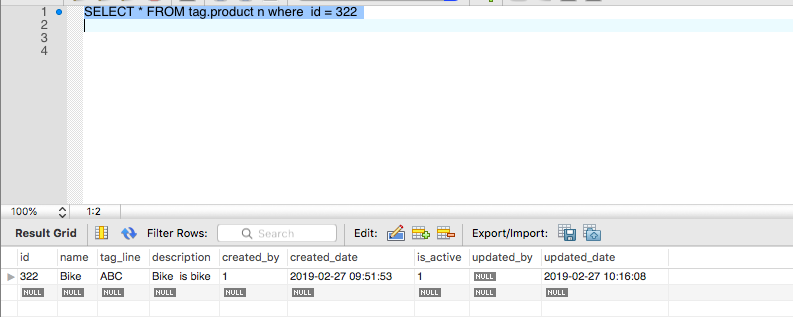 1 SELECT * FROM tag.product n where  id = 322
2
3
4
100% 1:2
Result Grid Filter Rows: Search Edit: Export/Import:
id name tag_line description created_by created_date is_active updated_by updated_date
322 Bike ABC Bike  is bike 1 2019-02-27 09:51:53 1 NULL 2019-02-27 10:16:08
NULL NULL NULL NULL NULL NULL NULL NULL NULL